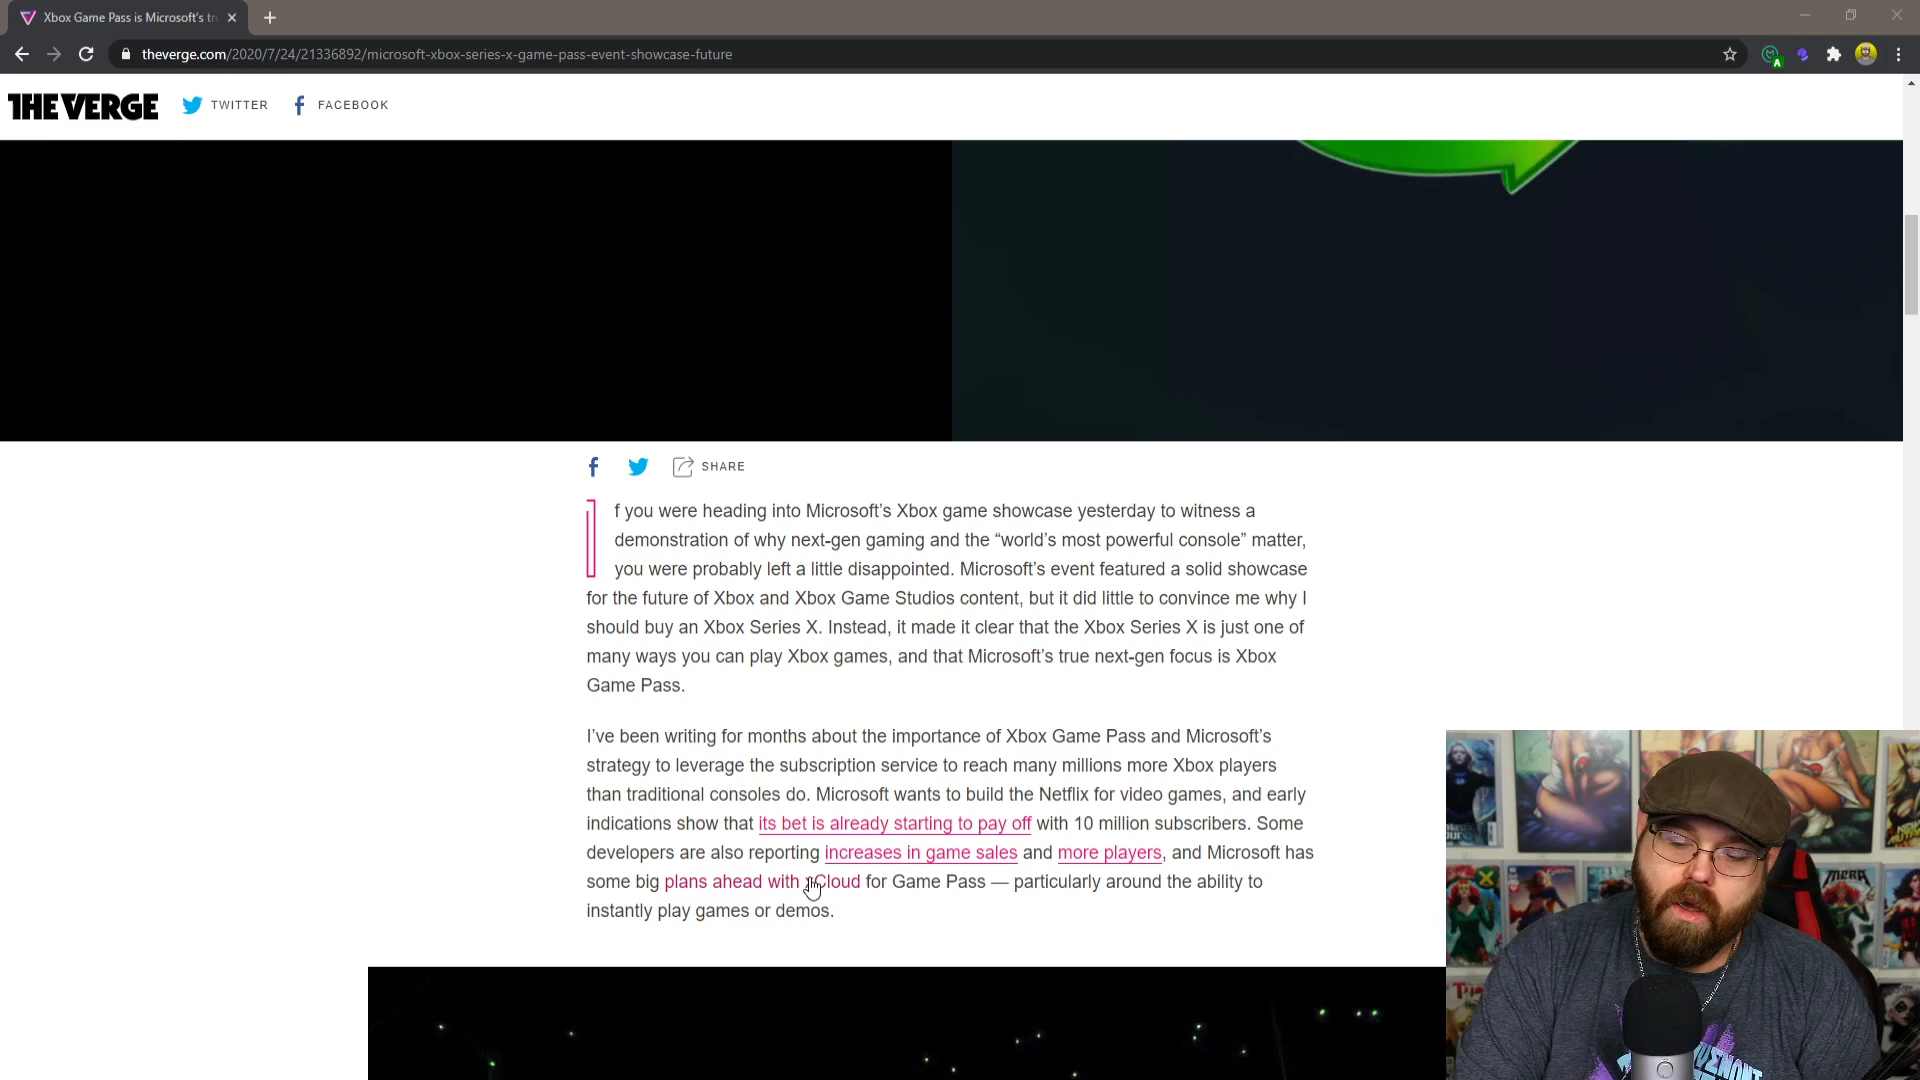 Xbox Game Pass is Microsoft's tr
theverge.com/2020/7/24/21336892/microsoft-xbox-series-x-game-pass-event-showcase-future
THE VERGE TWITTER FACEBOOK
SHARE
If you were heading into Microsoft’s Xbox game showcase yesterday to witness a
demonstration of why next-gen gaming and the “world’s most powerful console” matter,
you were probably left a little disappointed. Microsoft’s event featured a solid showcase
for the future of Xbox and Xbox Game Studios content, but it did little to convince me why I
should buy an Xbox Series X. Instead, it made it clear that the Xbox Series X is just one of
many ways you can play Xbox games, and that Microsoft’s true next-gen focus is Xbox
Game Pass.
I’ve been writing for months about the importance of Xbox Game Pass and Microsoft’s
strategy to leverage the subscription service to reach many millions more Xbox players
than traditional consoles do. Microsoft wants to build the Netflix for video games, and early
indications show that its bet is already starting to pay off with 10 million subscribers. Some
developers are also reporting increases in game sales and more players, and Microsoft has
some big plans ahead with xCloud for Game Pass — particularly around the ability to
instantly play games or demos.
MERA